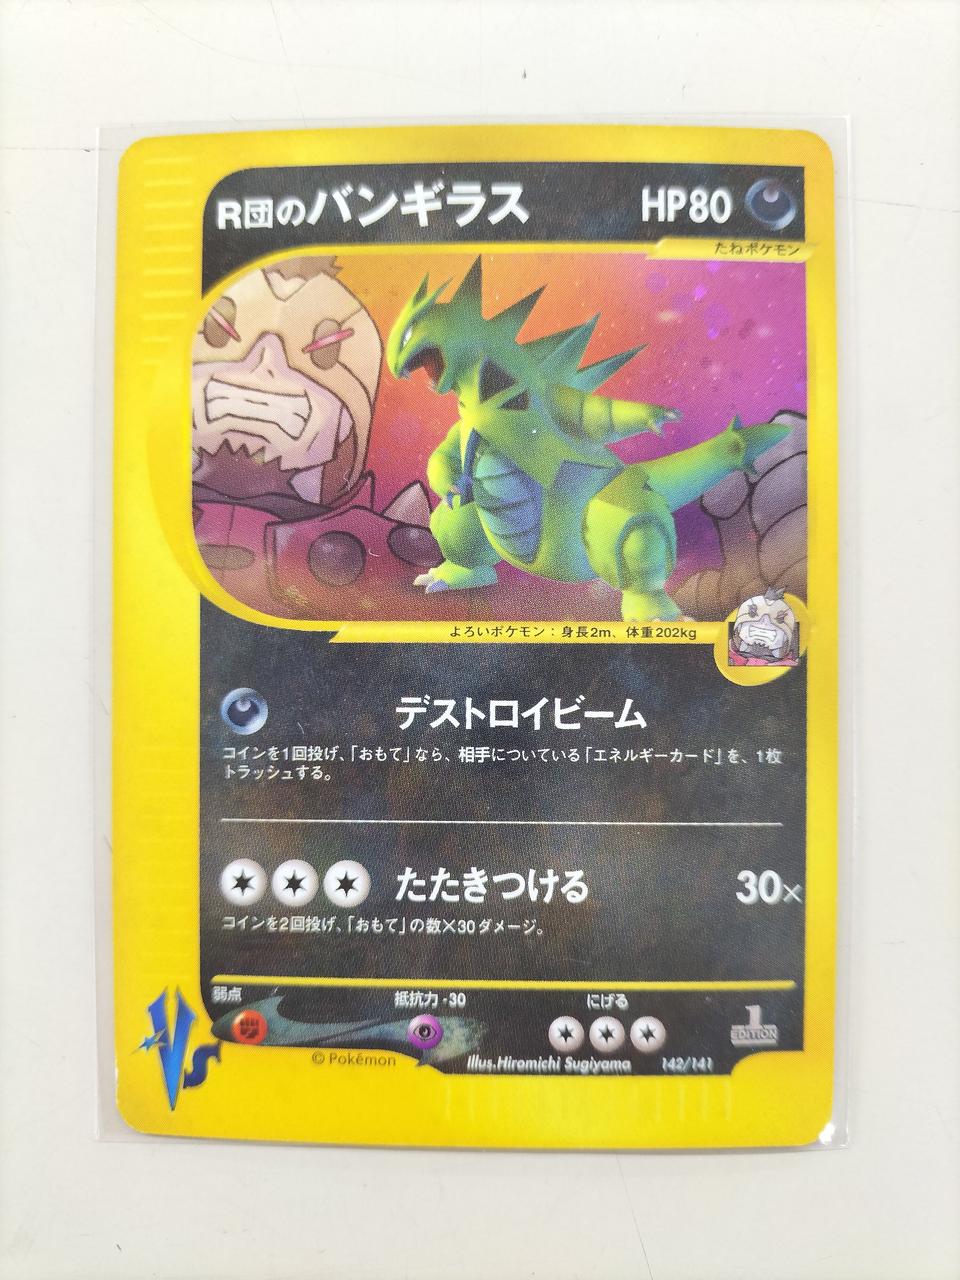 R団のバンギラス HP80
たねポケモン
よろいポケモン：身長2m、体重202kg
デストロイビーム
コインを1回投げ、「おもて」なら、相手についている「エネルギーカード」を、1枚
トラッシュする。
たたきつける 30×
コインを2回投げ、「おもて」の数×30ダメージ。
弱点 抵抗力 -30 にげる
1
EDITION
VS
©Pokémon Illus.Hiromichi Sugiyama 142/141